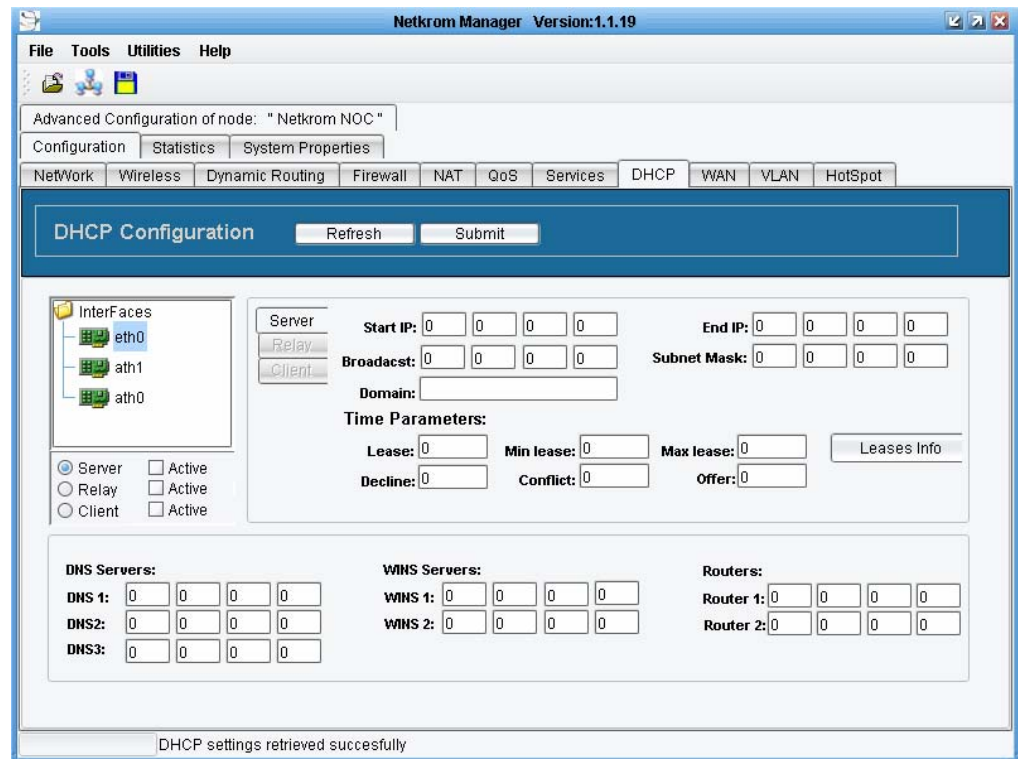 Netkrom Manager Version:1.1.19
File Tools Utilities Help
Advanced Configuration of node: " Netkrom NOC "
Configuration Statistics System Properties
NetWork Wireless Dynamic Routing Firewall NAT QoS Services DHCP WAN VLAN HotSpot
DHCP Configuration Refresh Submit
InterFaces
eth0
ath1
ath0
Server Active
Relay Active
Client Active
Server
Relay
Client
Start IP: 0 0 0 0 End IP: 0 0 0 0
Broadacst: 0 0 0 0 Subnet Mask: 0 0 0 0
Domain:
Time Parameters:
Lease: 0 Min lease: 0 Max lease: 0 Leases Info
Decline: 0 Conflict: 0 Offer: 0
DNS Servers: WINS Servers: Routers:
DNS 1: 0 0 0 0 WINS 1: 0 0 0 0 Router 1: 0 0 0 0
DNS2: 0 0 0 0 WINS 2: 0 0 0 0 Router 2: 0 0 0 0
DNS3: 0 0 0 0
DHCP settings retrieved succesfully